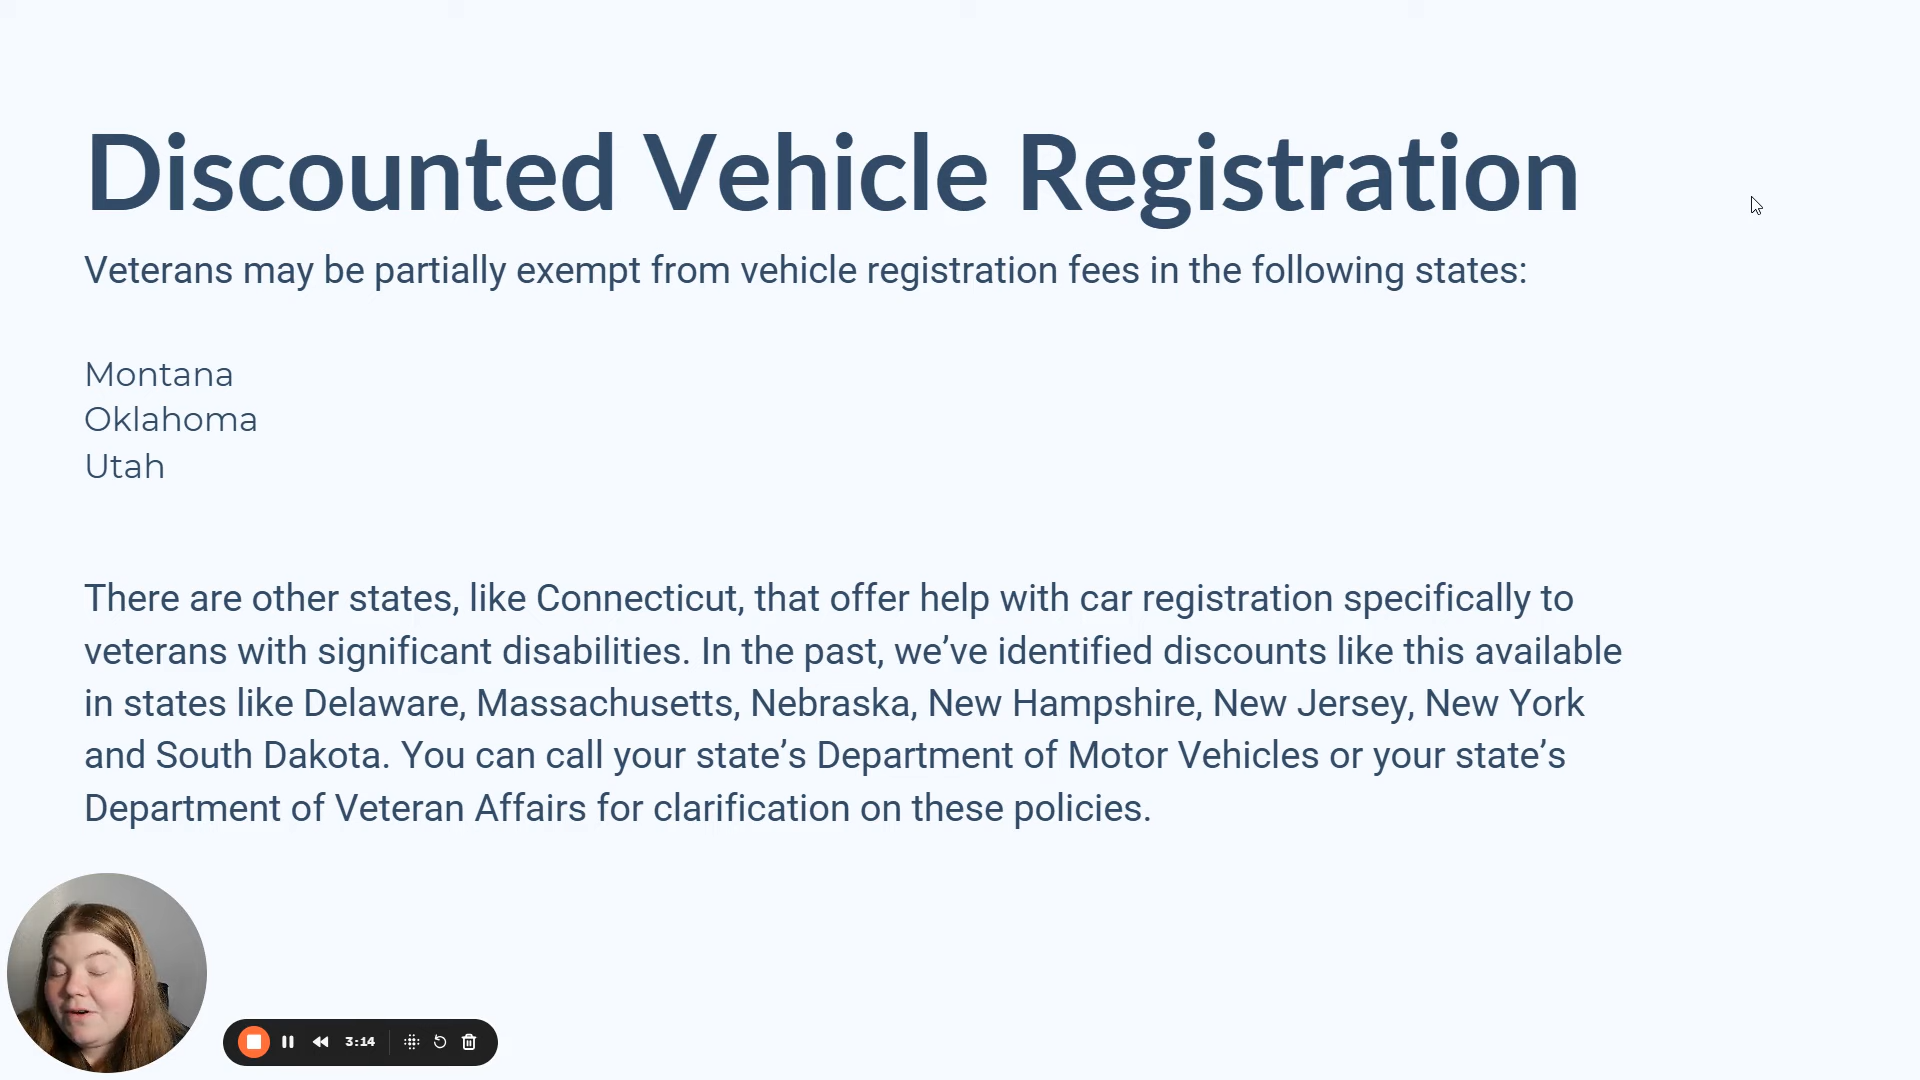 Discounted Vehicle Registration
Veterans may be partially exempt from vehicle registration fees in the following states:
Montana
Oklahoma
Utah
There are other states, like Connecticut, that offer help with car registration specifically to
veterans with significant disabilities. In the past, we’ve identified discounts like this available
in states like Delaware, Massachusetts, Nebraska, New Hampshire, New Jersey, New York
and South Dakota. You can call your state’s Department of Motor Vehicles or your state’s
Department of Veteran Affairs for clarification on these policies.
3:14